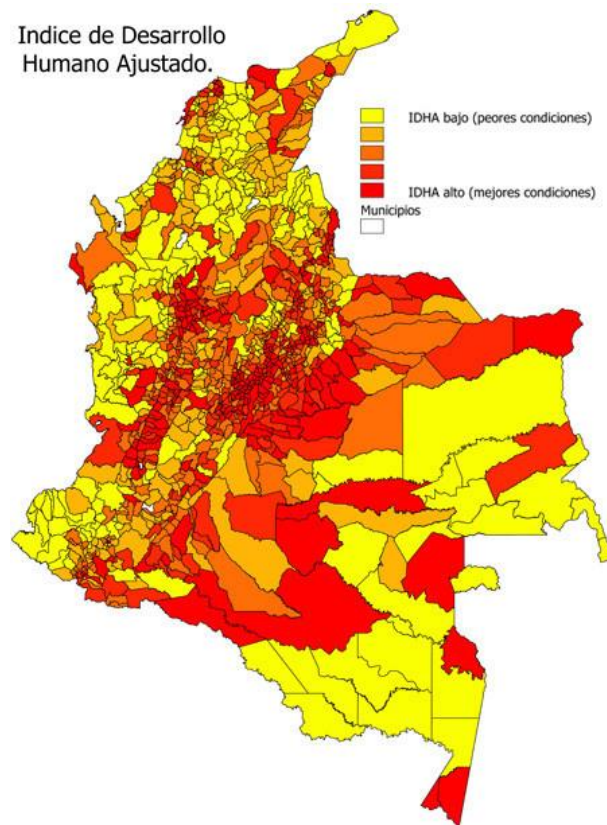 Indice de Desarrollo
Humano Ajustado.
IDHA bajo (peores condiciones)
IDHA alto (mejores condiciones)
Municipios